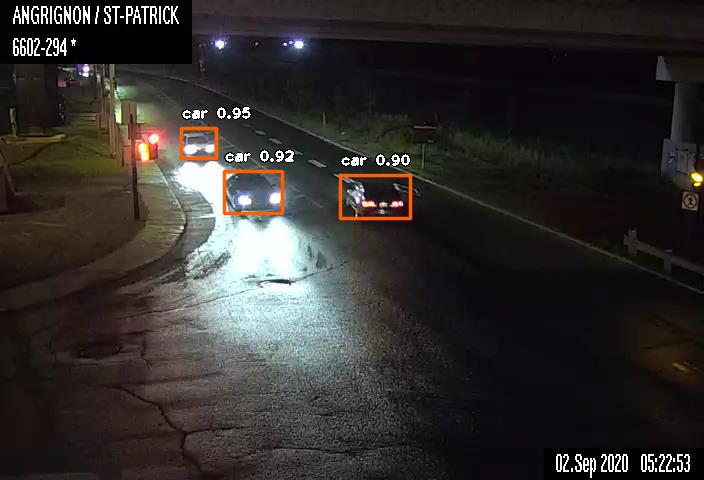 ANGRIGNON / ST-PATRICK
6602-294 *
car 0.95
car 0.92
car 0.90
02.Sep 2020 05:22:53